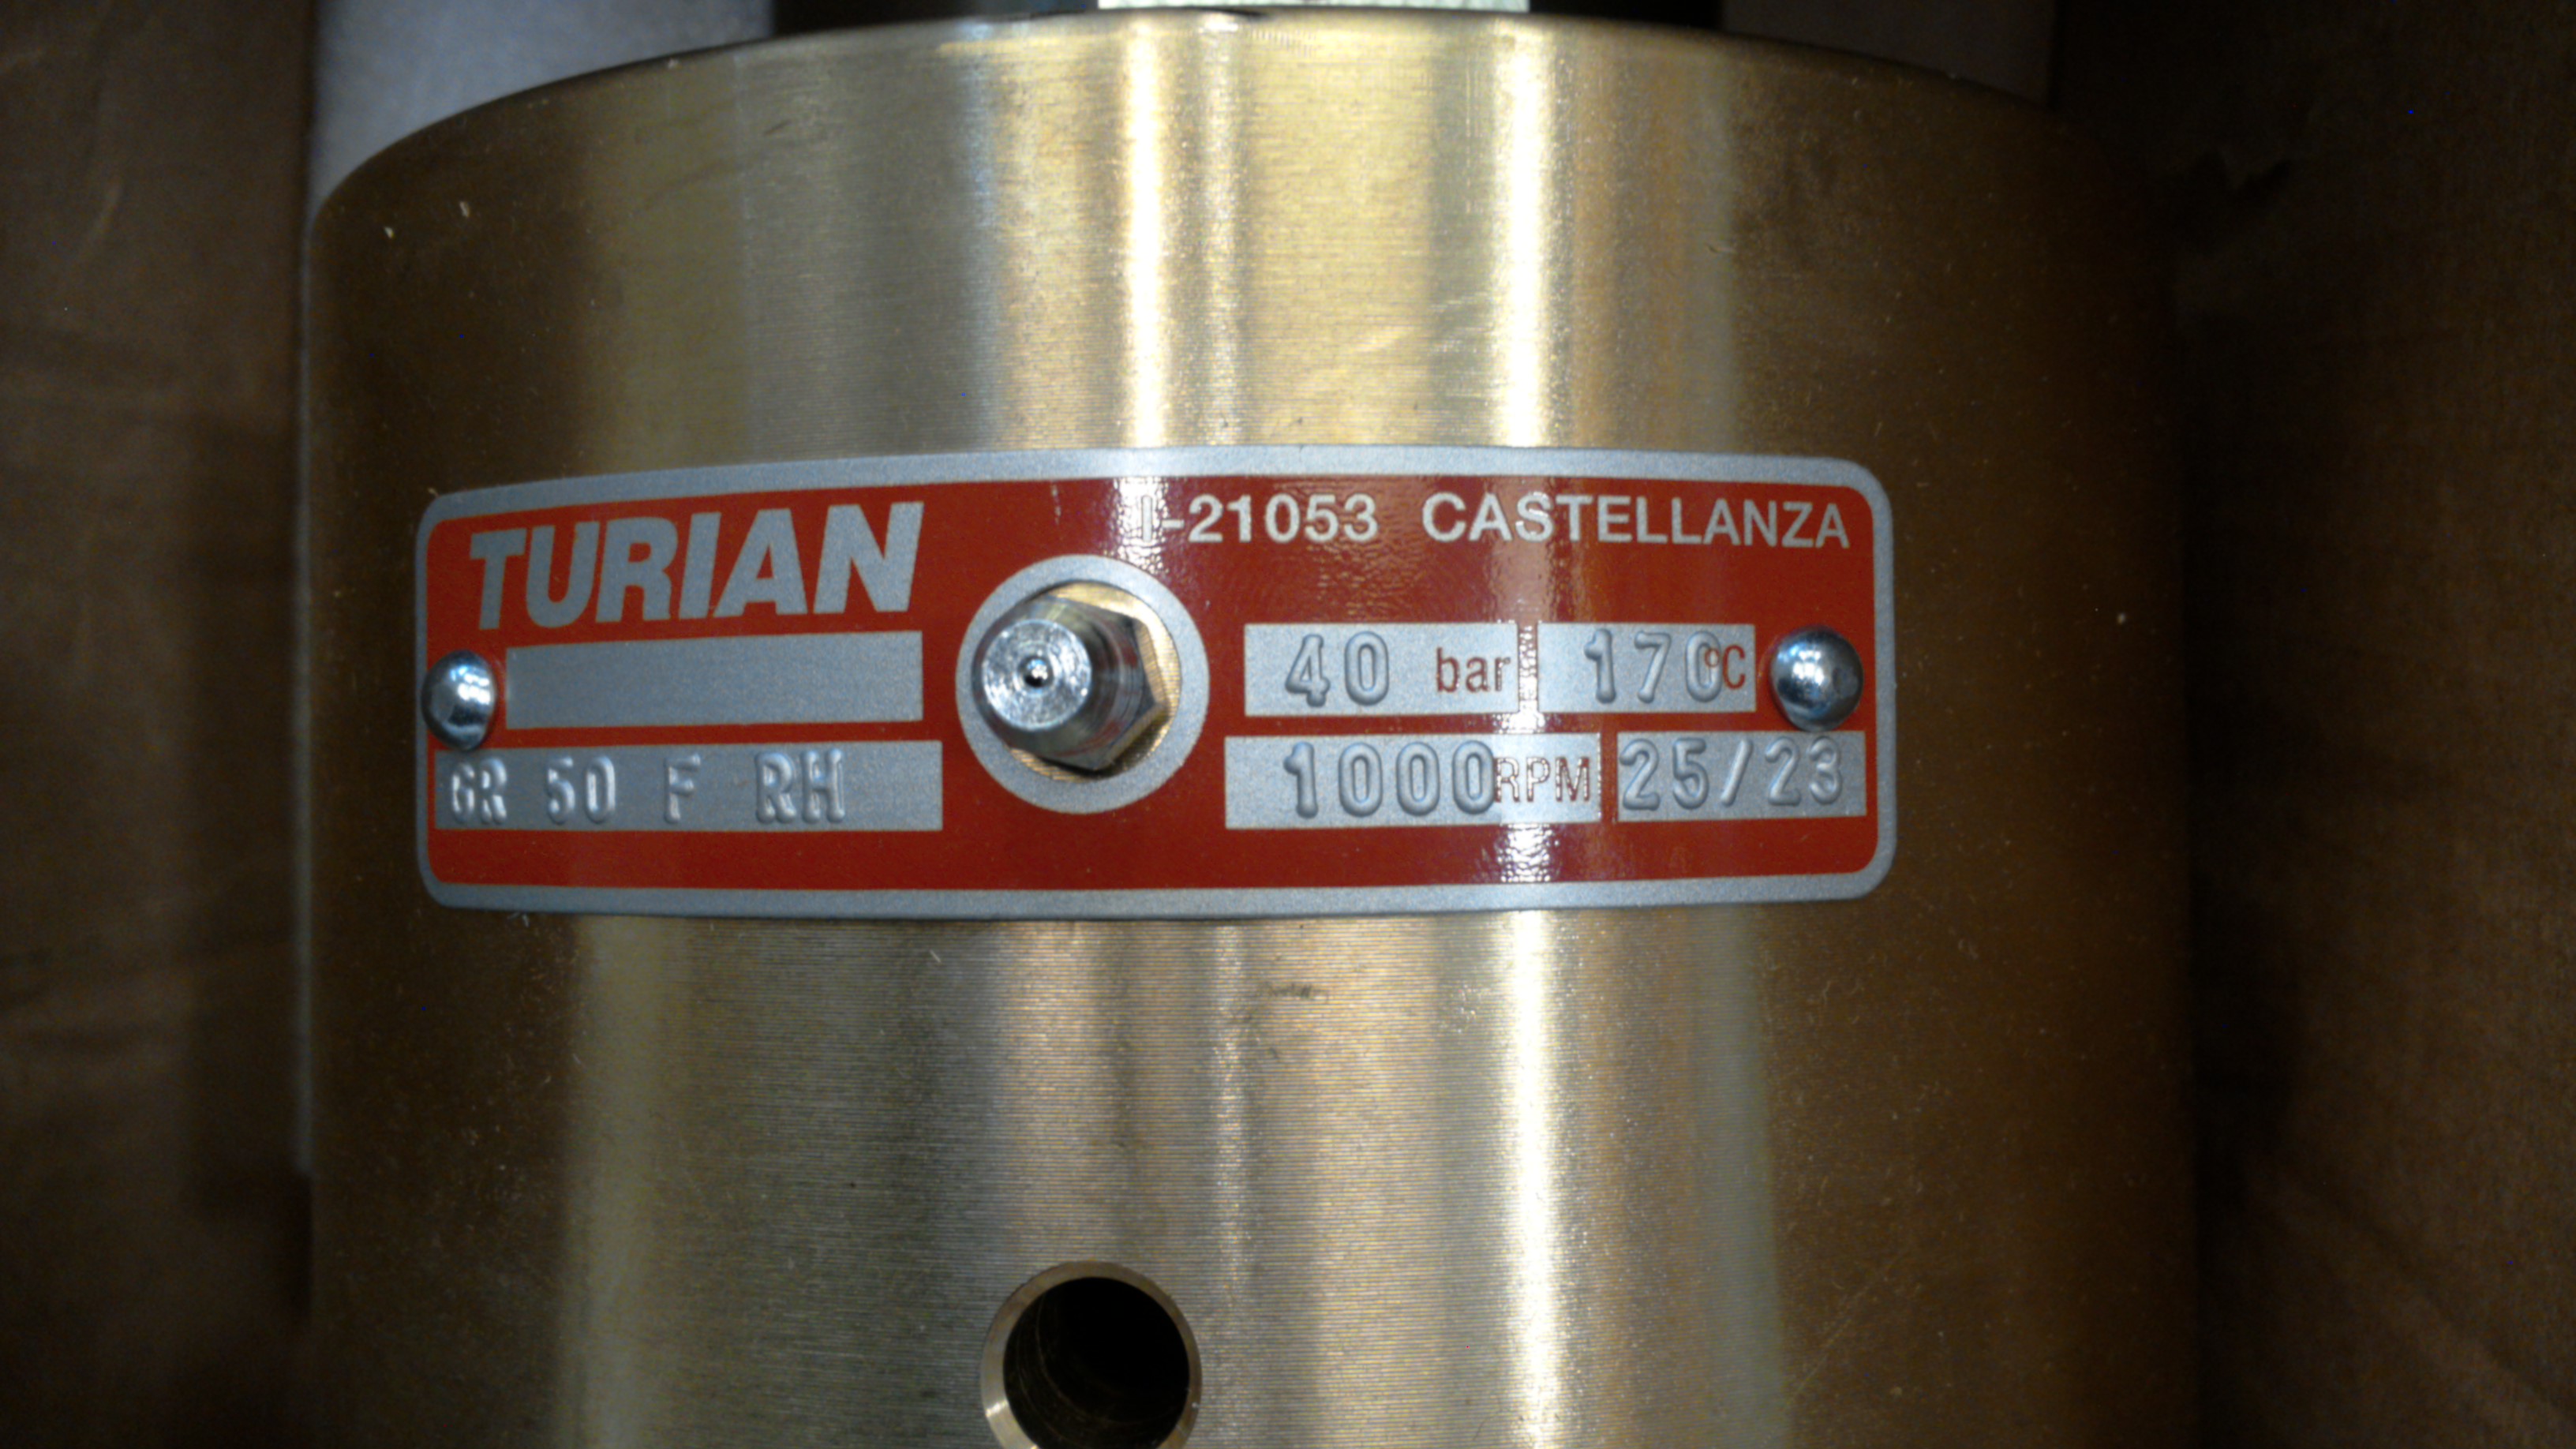 TURIAN
I-21053 CASTELLANZA
40 bar 170°C
GR 50 F RH
1000 RPM 25/23